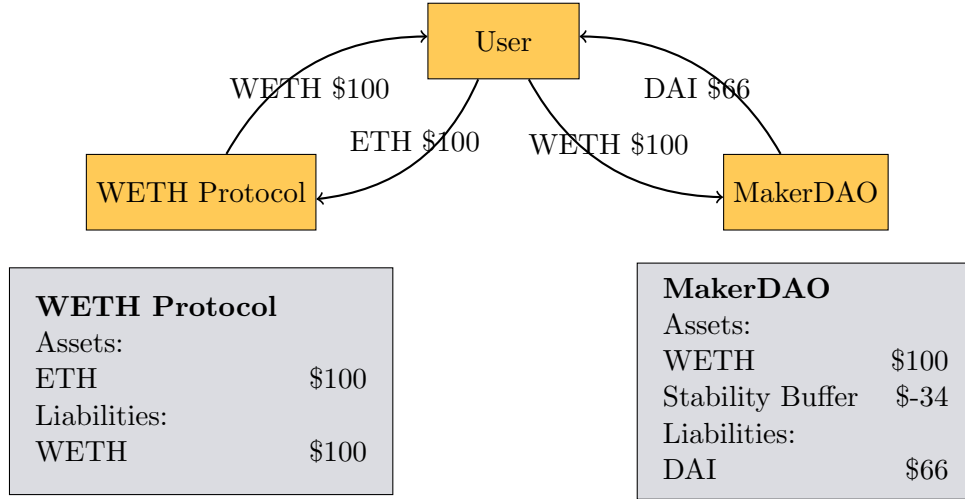 User
WETH $100
DAI $66
ETH $100
WETH $100
WETH Protocol
MakerDAO
WETH Protocol
Assets:
ETH $100
Liabilities:
WETH $100
MakerDAO
Assets:
WETH $100
Stability Buffer $-34
Liabilities:
DAI $66